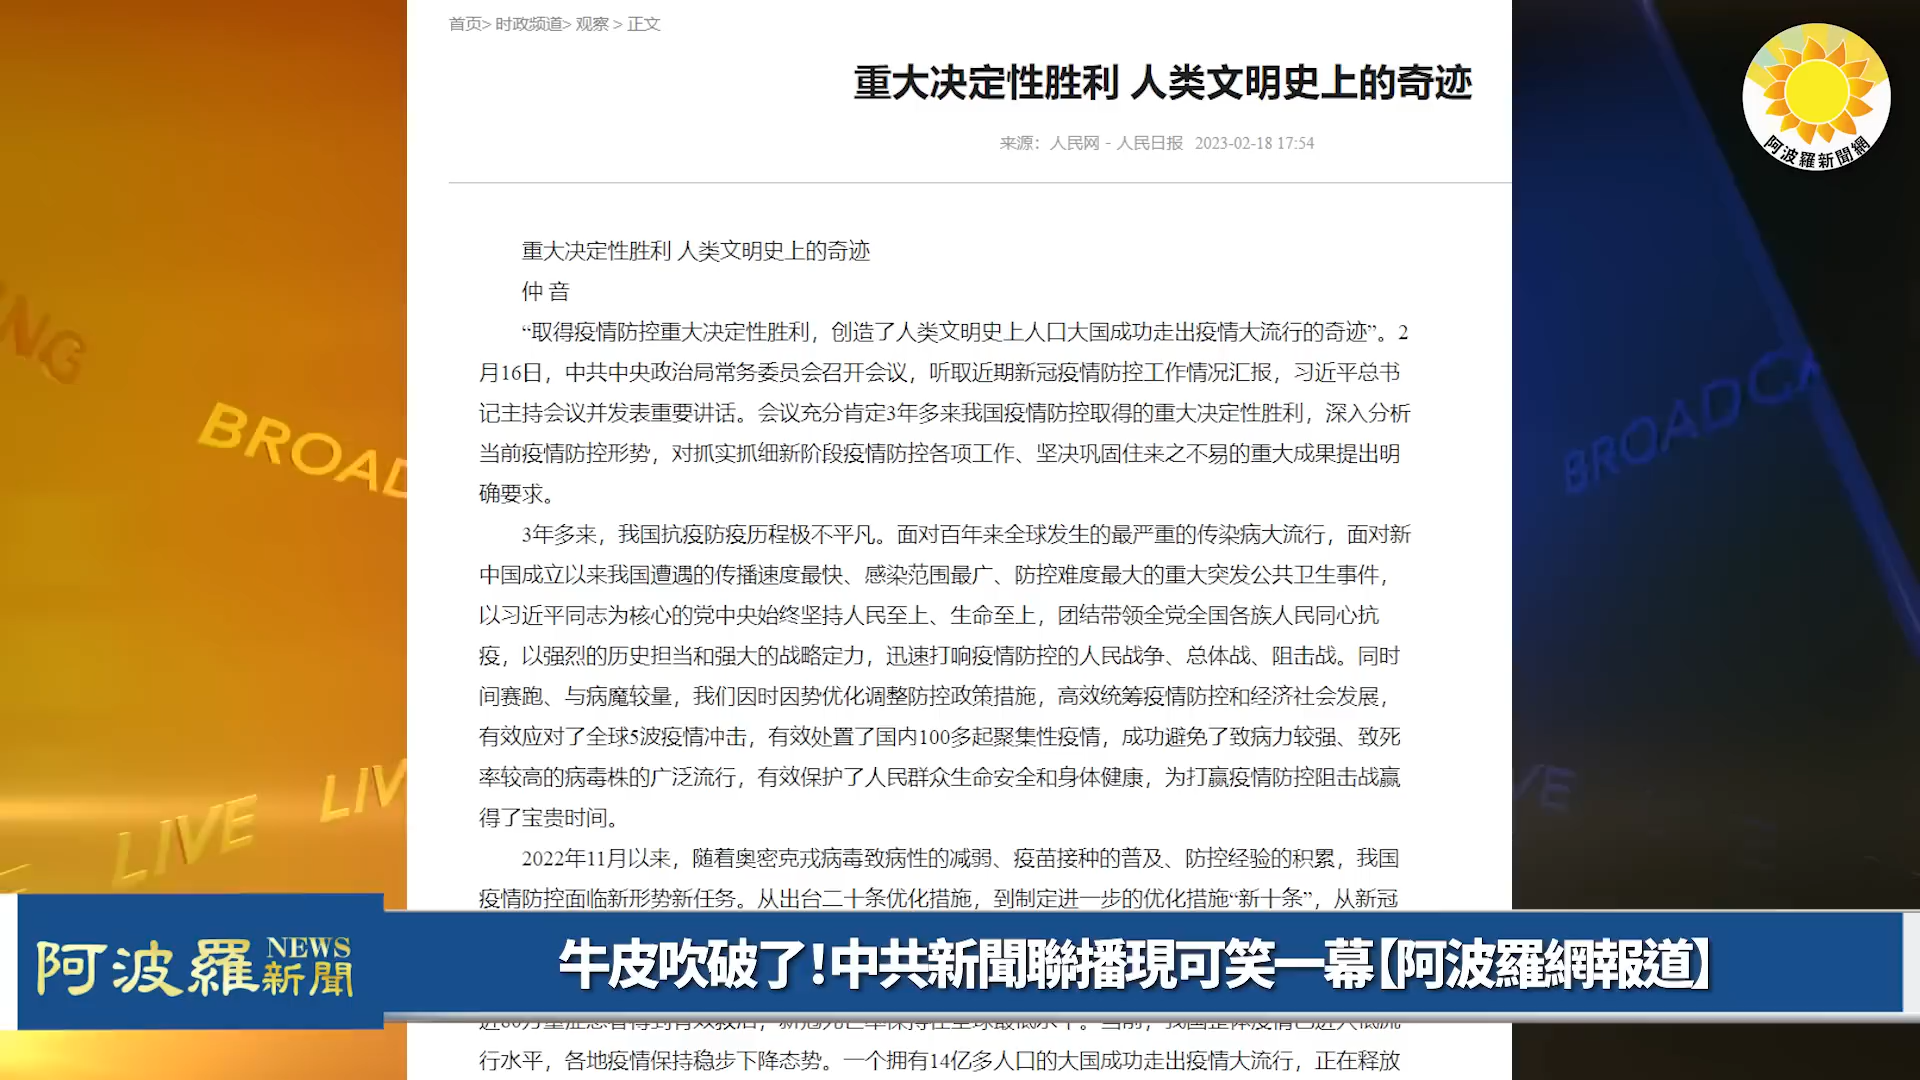 首页> 时政频道> 观察 > 正文
重大决定性胜利 人类文明史上的奇迹
来源：人民网－人民日报 2023-02-18 17:54
阿波羅新聞網
重大决定性胜利 人类文明史上的奇迹
仲 音
“取得疫情防控重大决定性胜利，创造了人类文明史上人口大国成功走出疫情大流行的奇迹”。2
月16日，中共中央政治局常务委员会召开会议，听取近期新冠疫情防控工作情况汇报，习近平总书
记主持会议并发表重要讲话。会议充分肯定3年多来我国疫情防控取得的重大决定性胜利，深入分析
当前疫情防控形势，对抓实抓细新阶段疫情防控各项工作、坚决巩固住来之不易的重大成果提出明
确要求。
3年多来，我国抗疫防疫历程极不平凡。面对百年来全球发生的最严重的传染病大流行，面对新
中国成立以来我国遭遇的传播速度最快、感染范围最广、防控难度最大的重大突发公共卫生事件，
以习近平同志为核心的党中央始终坚持人民至上、生命至上，团结带领全党全国各族人民同心抗
疫，以强烈的历史担当和强大的战略定力，迅速打响疫情防控的人民战争、总体战、阻击战。同时
间赛跑、与病魔较量，我们因时因势优化调整防控政策措施，高效统筹疫情防控和经济社会发展，
有效应对了全球5波疫情冲击，有效处置了国内100多起聚集性疫情，成功避免了致病力较强、致死
率较高的病毒株的广泛流行，有效保护了人民群众生命安全和身体健康，为打赢疫情防控阻击战赢
得了宝贵时间。
2022年11月以来，随着奥密克戎病毒致病性的减弱、疫苗接种的普及、防控经验的积累，我国
疫情防控面临新形势新任务。从出台二十条优化措施，到制定进一步的优化措施“新十条”，从新冠
行水平，各地疫情保持稳步下降态势。一个拥有14亿多人口的大国成功走出疫情大流行，正在释放
NG
BROAD
LIVE
LIV
BROADCA
VE
阿波羅 NEWS 新聞
牛皮吹破了！中共新聞聯播現可笑一幕【阿波羅網報道】